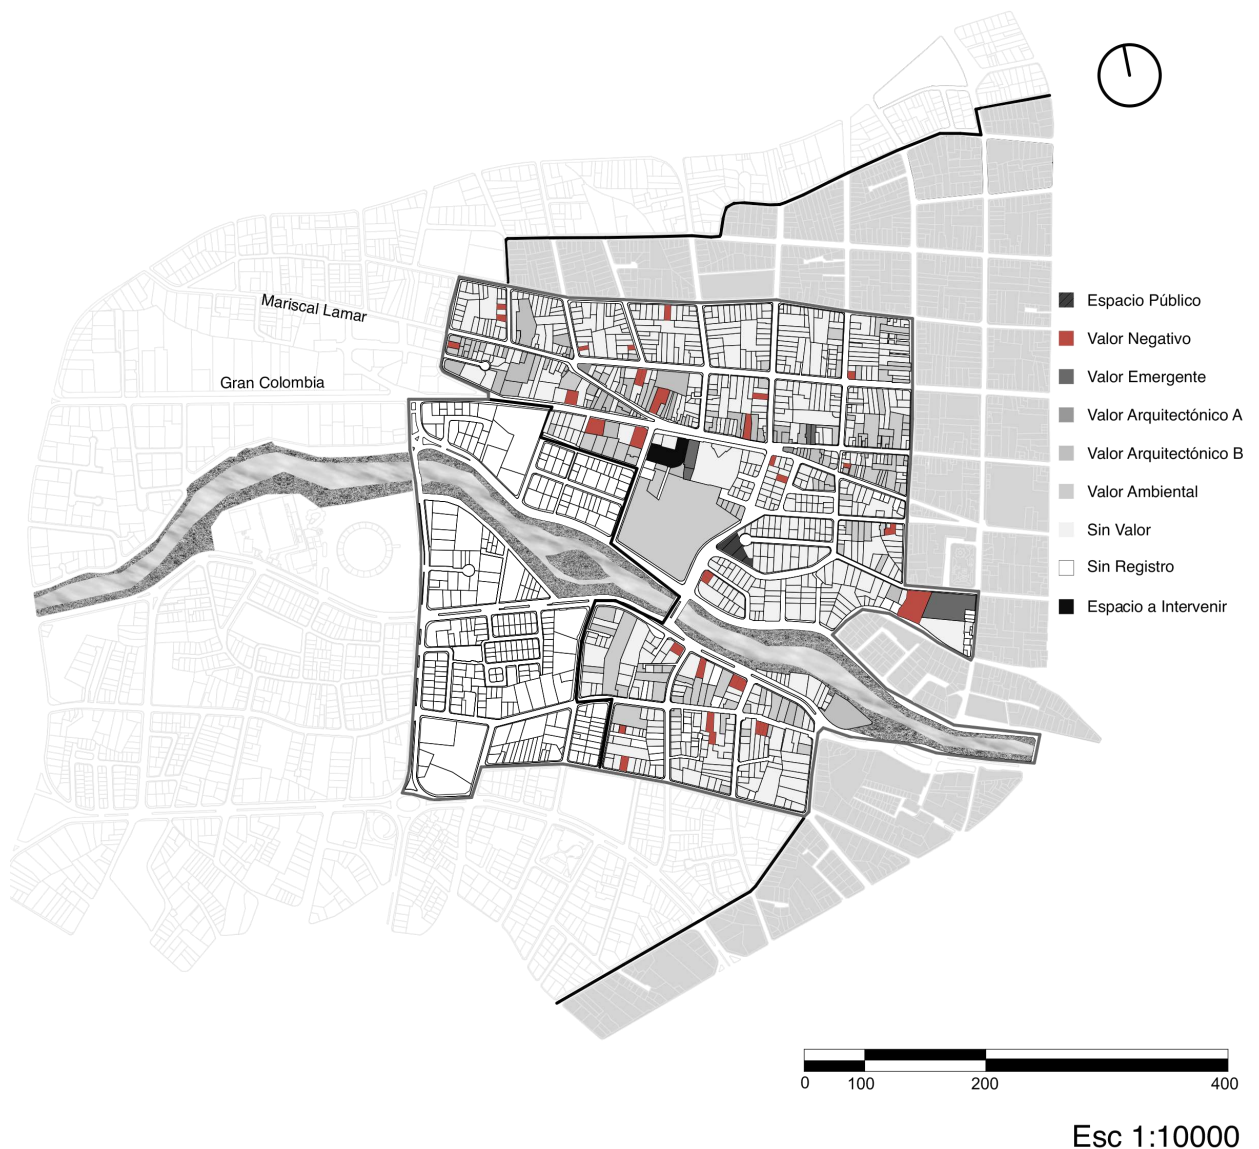 Mariscal Lamar
Gran Colombia
Espacio Público
Valor Negativo
Valor Emergente
Valor Arquitectónico A
Valor Arquitectónico B
Valor Ambiental
Sin Valor
Sin Registro
Espacio a Intervenir
0 100 200 400
Esc 1:10000